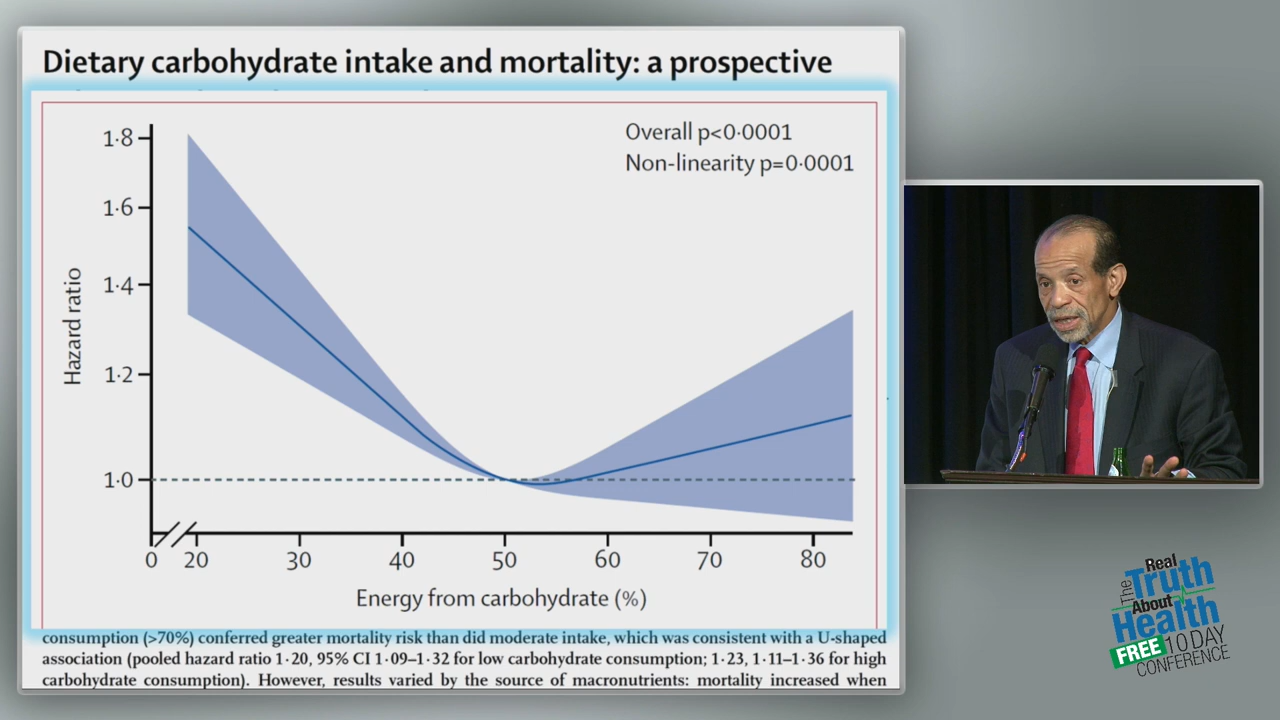 Dietary carbohydrate intake and mortality: a prospective
Overall p<0·0001
Non-linearity p=0·0001
Hazard ratio
1·8
1·6
1·4
1·2
1·0
0 20 30 40 50 60 70 80
Energy from carbohydrate (%)
consumption (>70%) conferred greater mortality risk than did moderate intake, which was consistent with a U-shaped
association (pooled hazard ratio 1·20, 95% CI 1·09–1·32 for low carbohydrate consumption; 1·23, 1·11–1·36 for high
carbohydrate consumption). However, results varied by the source of macronutrients: mortality increased when
The Real
Truth
About
Health
FREE 10 DAY
CONFERENCE